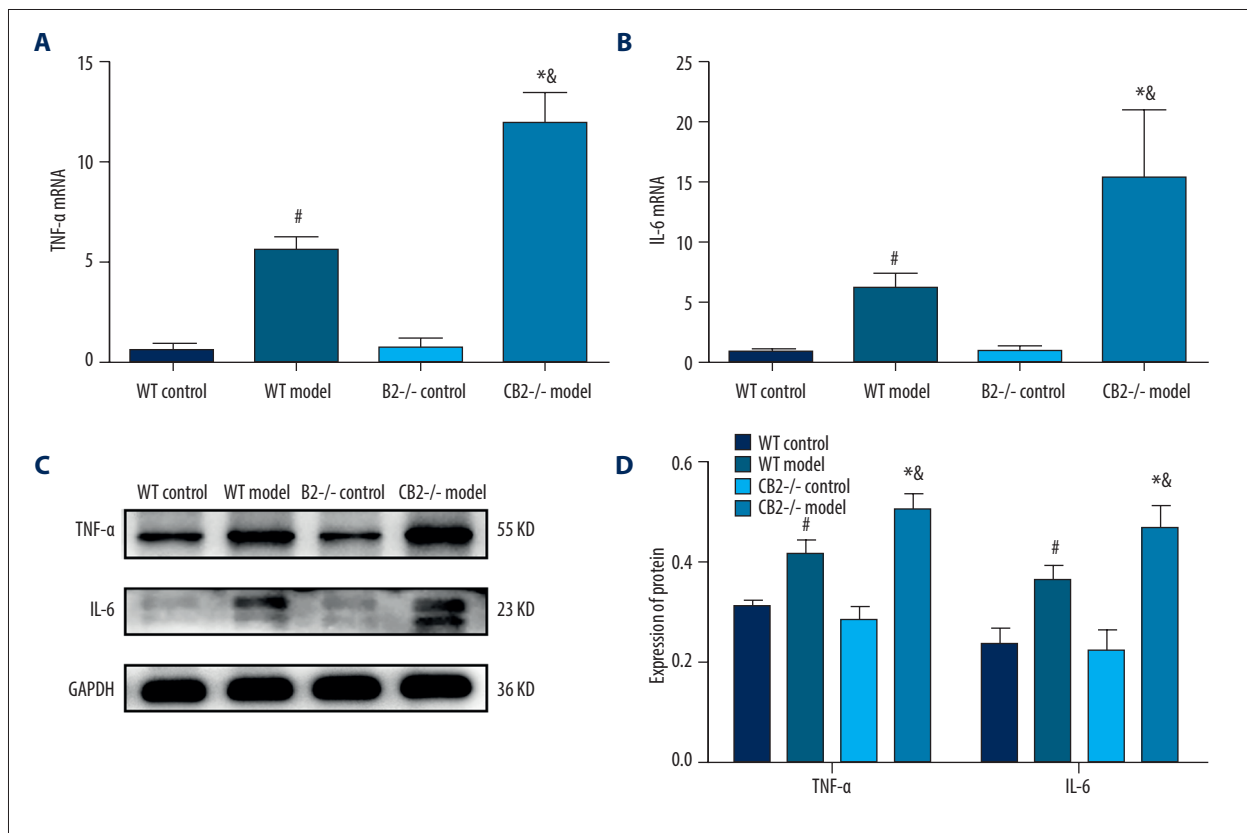 A
TNF-α mRNA
15
10
5
0
#
*&
WT control
WT model
B2-/- control
CB2-/- model
B
IL-6 mRNA
25
20
15
10
5
0
#
*&
WT control
WT model
B2-/- control
CB2-/- model
C
WT control WT model B2-/- control CB2-/- model
TNF-α 55 KD
IL-6 23 KD
GAPDH 36 KD
D
WT control
WT model
CB2-/- control
CB2-/- model
Expression of protein
0.6
0.4
0.2
0.0
#
*&
#
*&
TNF-α
IL-6